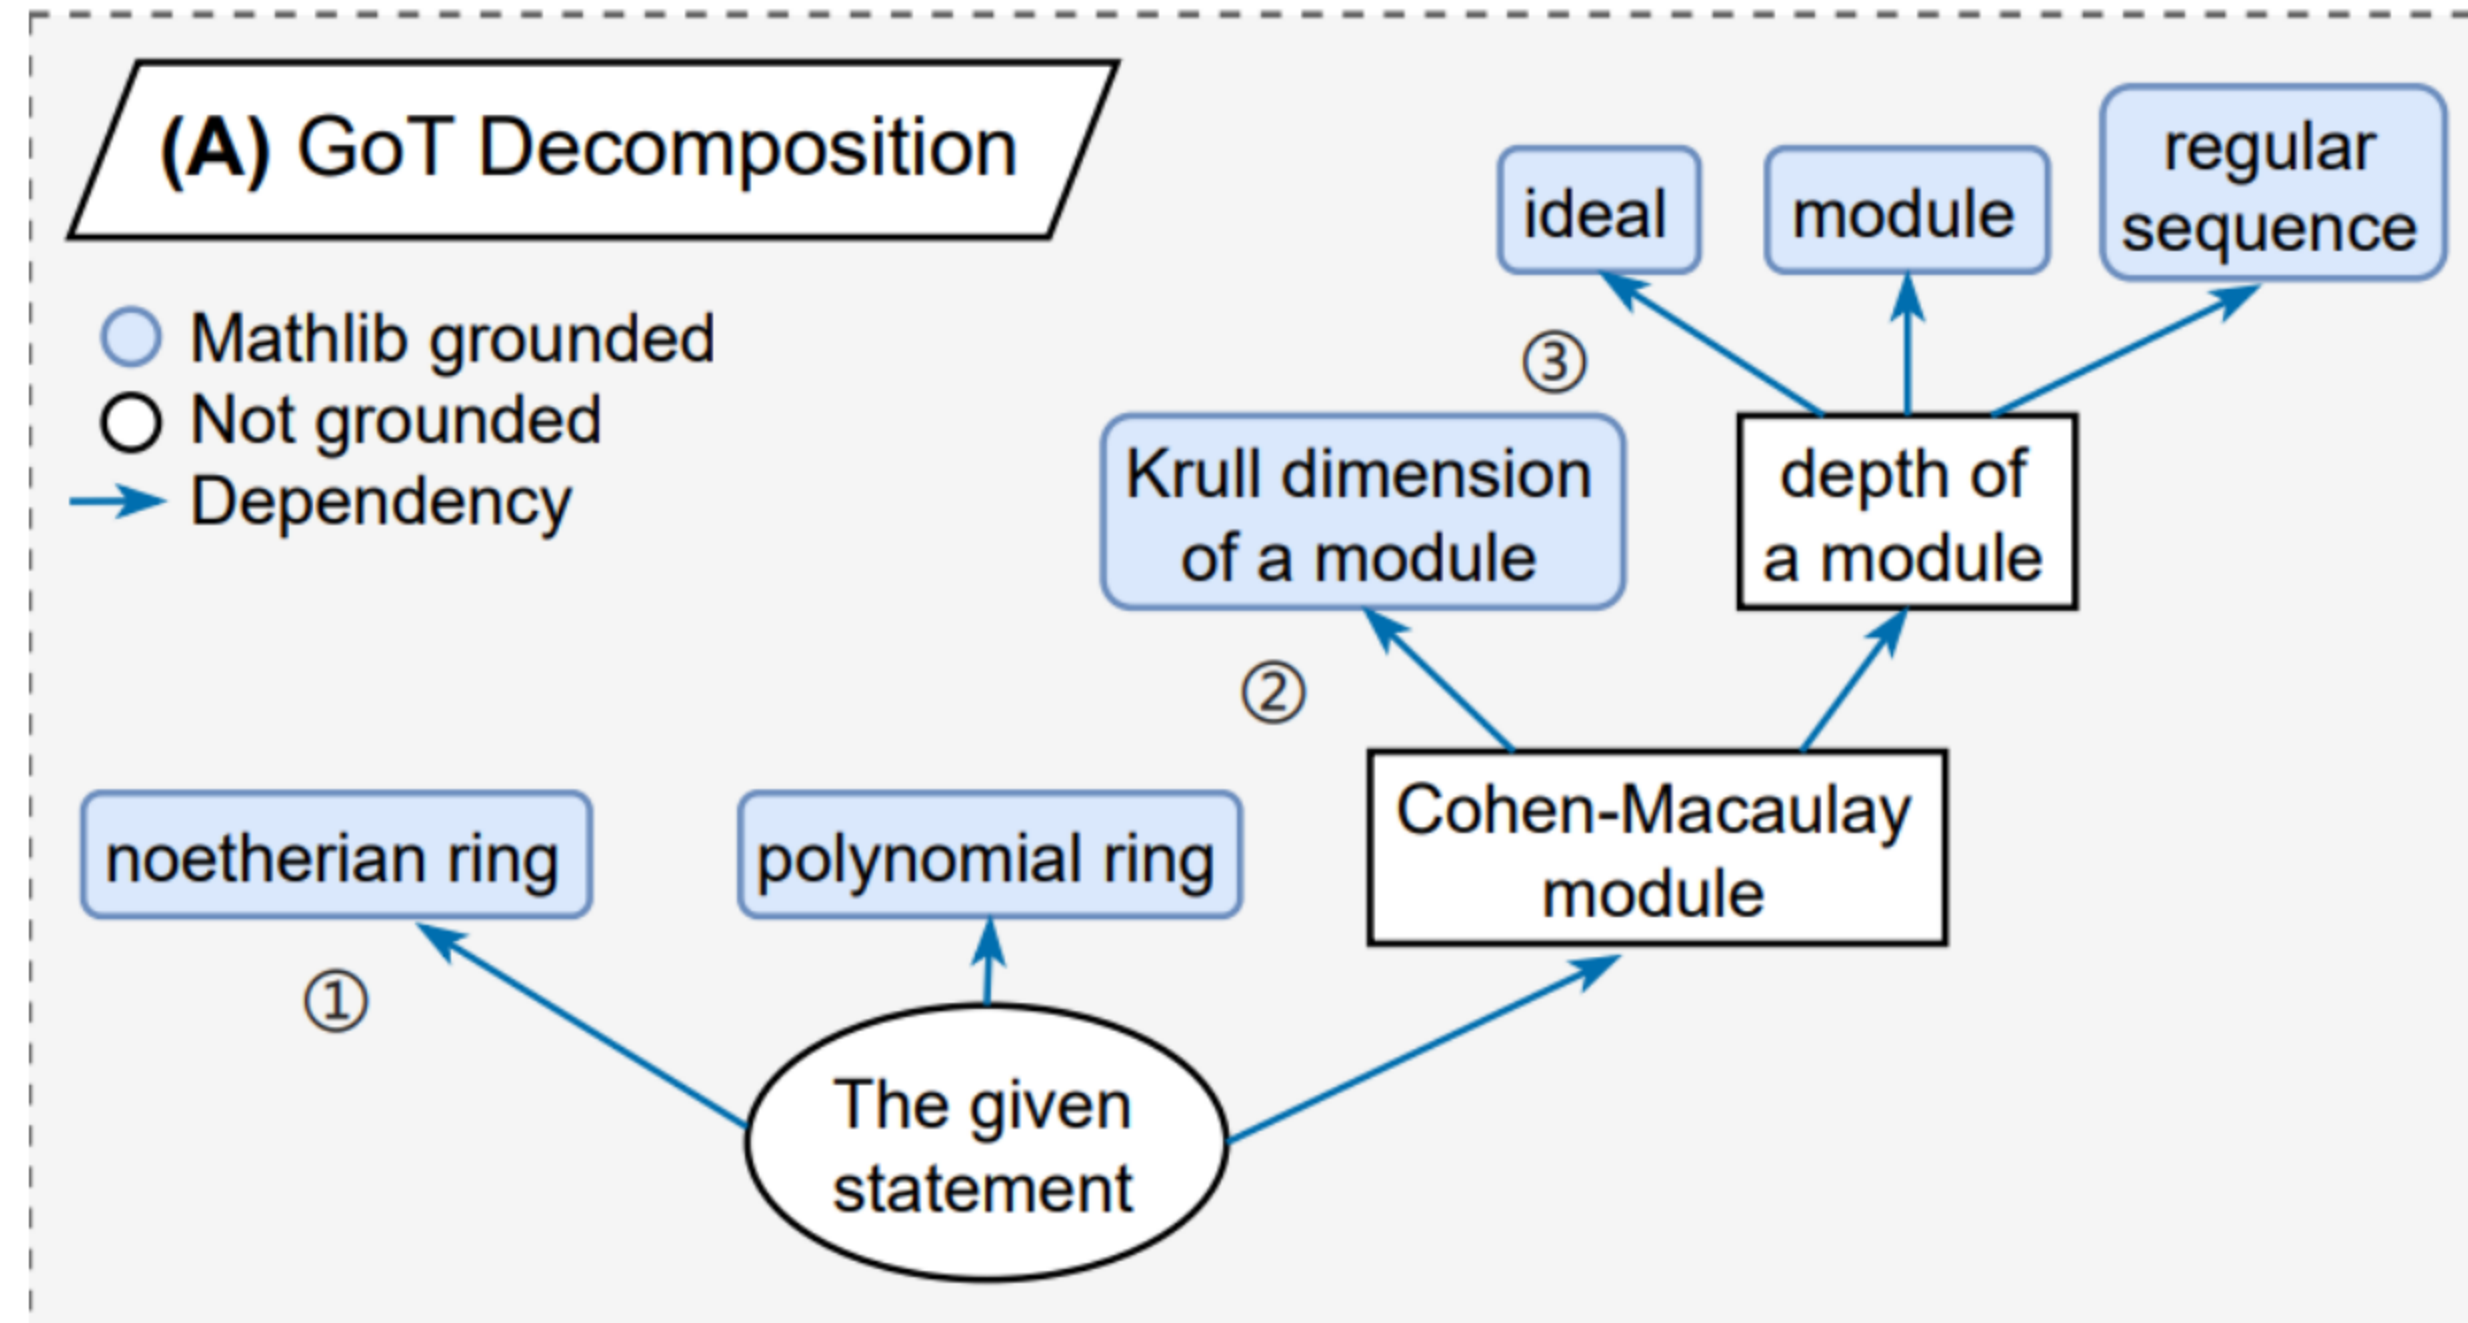 (A) GoT Decomposition
Mathlib grounded
Not grounded
Dependency
ideal
module
regular
sequence
③
Krull dimension
of a module
depth of
a module
②
noetherian ring
polynomial ring
Cohen-Macaulay
module
①
The given
statement